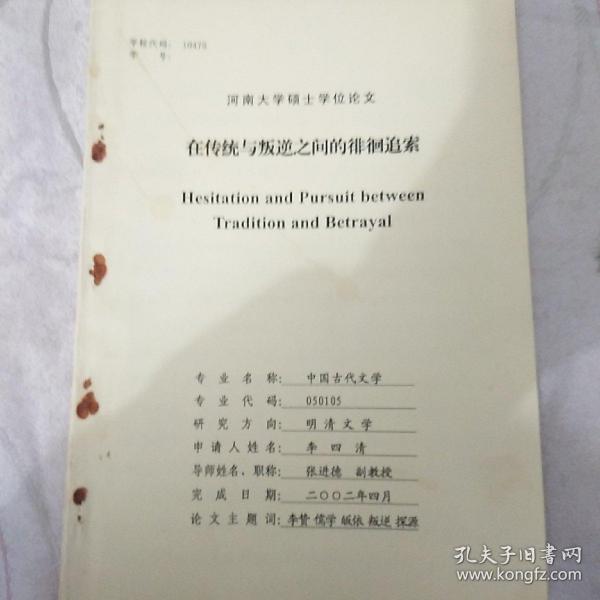 学校代码: 10475
学 号:
河南大学硕士学位论文
在传统与叛逆之间的徘徊追索
Hesitation and Pursuit between
Tradition and Betrayal
专业名称: 中国古代文学
专业代码: 050105
研究方向: 明清文学
申请人姓名: 李四清
导师姓名、职称: 张进德 副教授
完成日期: 二〇〇二年四月
论文主题词: 李贽 儒学 皈依 叛逆 探源
孔夫子旧书网
www.kongfz.com